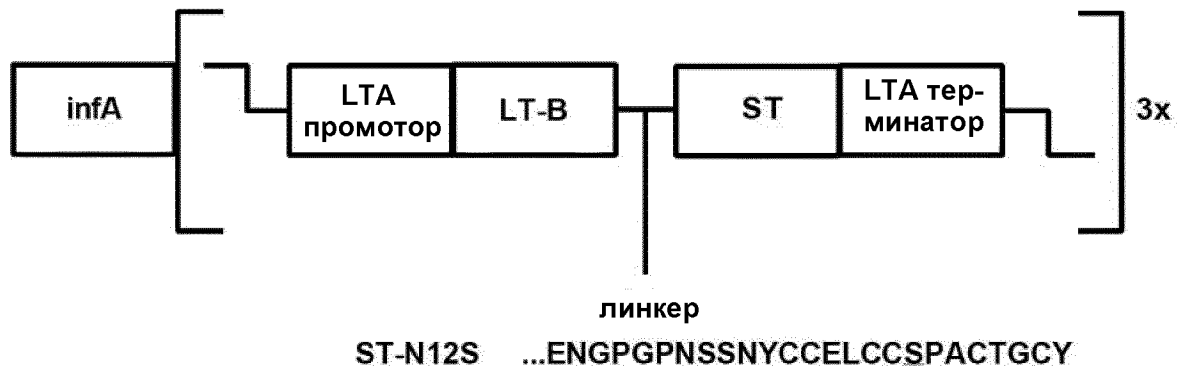 infA
LTA
промотор
LT-B
ST
LTA тер-
минатор
3x
линкер
ST-N12S ...ENGPGPNSSNYCCELCCSPACTGCY